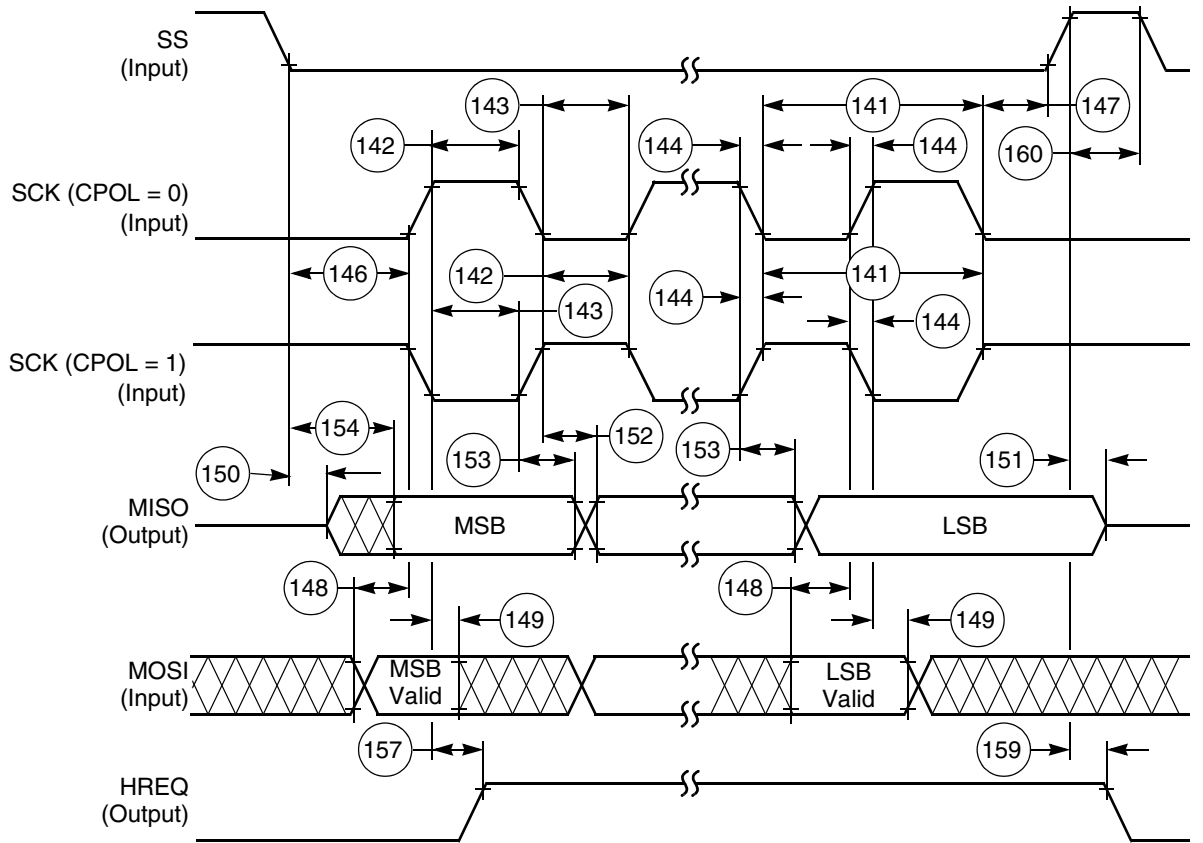 SS
(Input)
143
141
147
142
144
144
160
SCK (CPOL = 0)
(Input)
146
142
144
141
143
144
SCK (CPOL = 1)
(Input)
154
152
150
153
153
151
MISO
(Output)
MSB
LSB
148
148
149
149
MOSI
(Input)
MSB
Valid
LSB
Valid
157
159
HREQ
(Output)